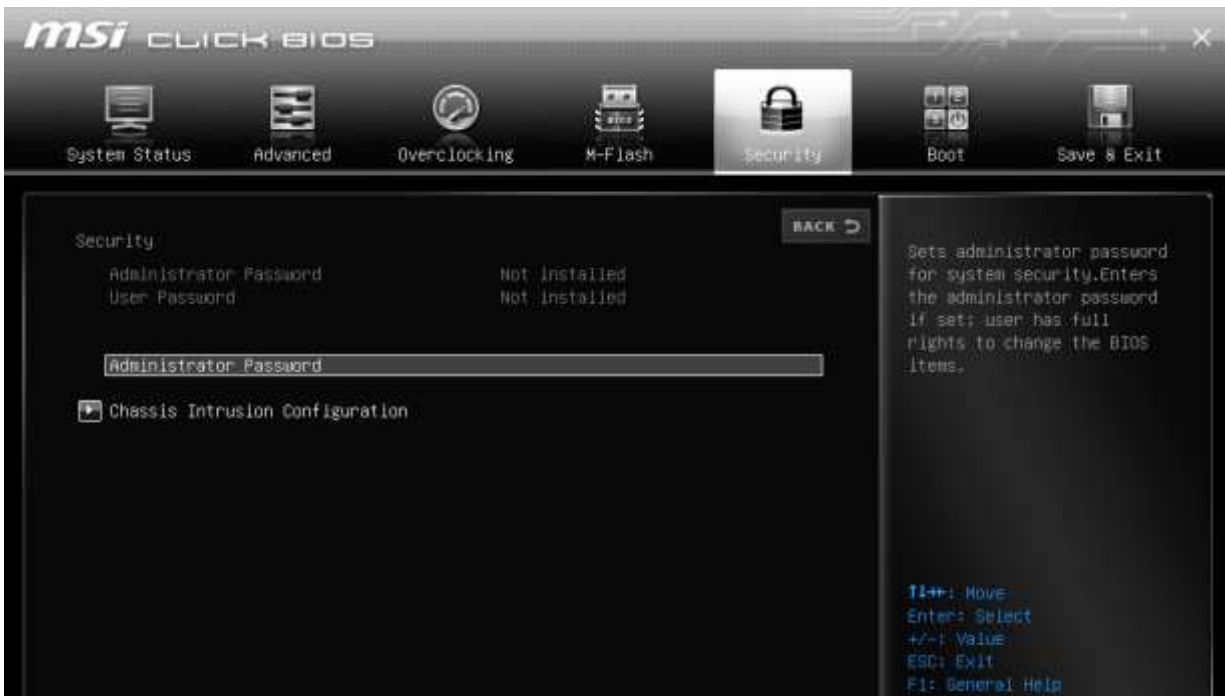 msi CLICK BIOS
System Status Advanced Overclocking M-Flash Security Boot Save & Exit
BACK
Security
Administrator Password Not installed
User Password Not installed
Administrator Password
Chassis Intrusion Configuration
Sets administrator password
for system security.Enters
the administrator password
if set; user has full
rights to change the BIOS
items.
↑↓←→: Move
Enter: Select
+/-: Value
ESC: Exit
F1: General Help